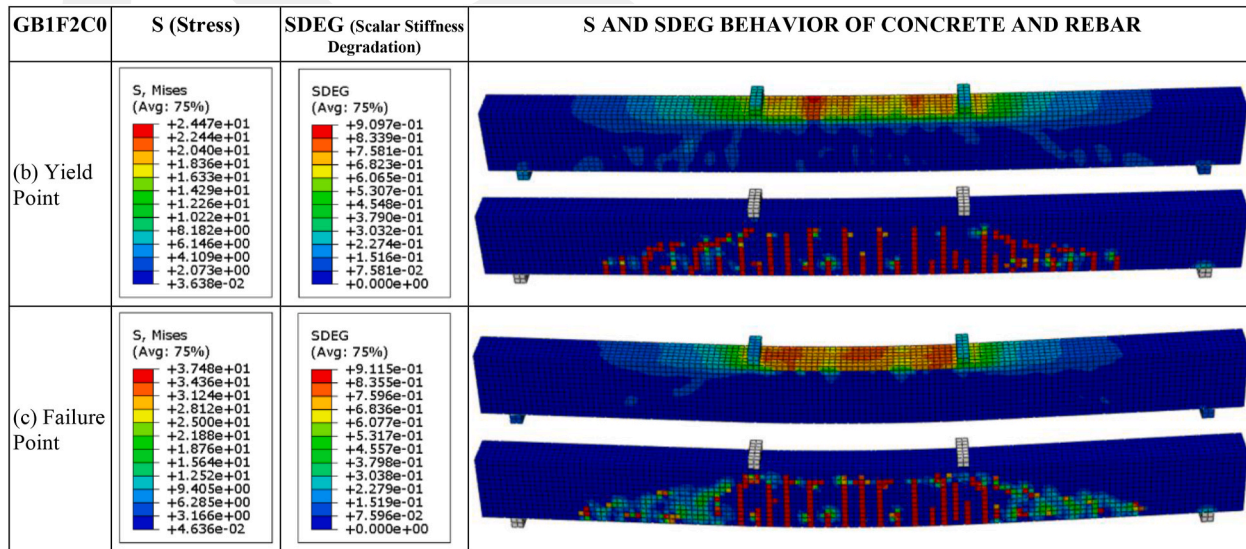 GB1F2C0
S (Stress)
SDEG (Scalar Stiffness
Degradation)
S AND SDEG BEHAVIOR OF CONCRETE AND REBAR
(b) Yield
Point
S, Mises
(Avg: 75%)
+2.447e+01
+2.244e+01
+2.040e+01
+1.836e+01
+1.633e+01
+1.429e+01
+1.226e+01
+1.022e+01
+8.182e+00
+6.146e+00
+4.109e+00
+2.073e+00
+3.638e-02
SDEG
(Avg: 75%)
+9.097e-01
+8.339e-01
+7.581e-01
+6.823e-01
+6.065e-01
+5.307e-01
+4.548e-01
+3.790e-01
+3.032e-01
+2.274e-01
+1.516e-01
+7.581e-02
+0.000e+00
(c) Failure
Point
S, Mises
(Avg: 75%)
+3.748e+01
+3.436e+01
+3.124e+01
+2.812e+01
+2.500e+01
+2.188e+01
+1.876e+01
+1.564e+01
+1.252e+01
+9.405e+00
+6.285e+00
+3.166e+00
+4.636e-02
SDEG
(Avg: 75%)
+9.115e-01
+8.355e-01
+7.596e-01
+6.836e-01
+6.077e-01
+5.317e-01
+4.557e-01
+3.798e-01
+3.038e-01
+2.279e-01
+1.519e-01
+7.596e-02
+0.000e+00